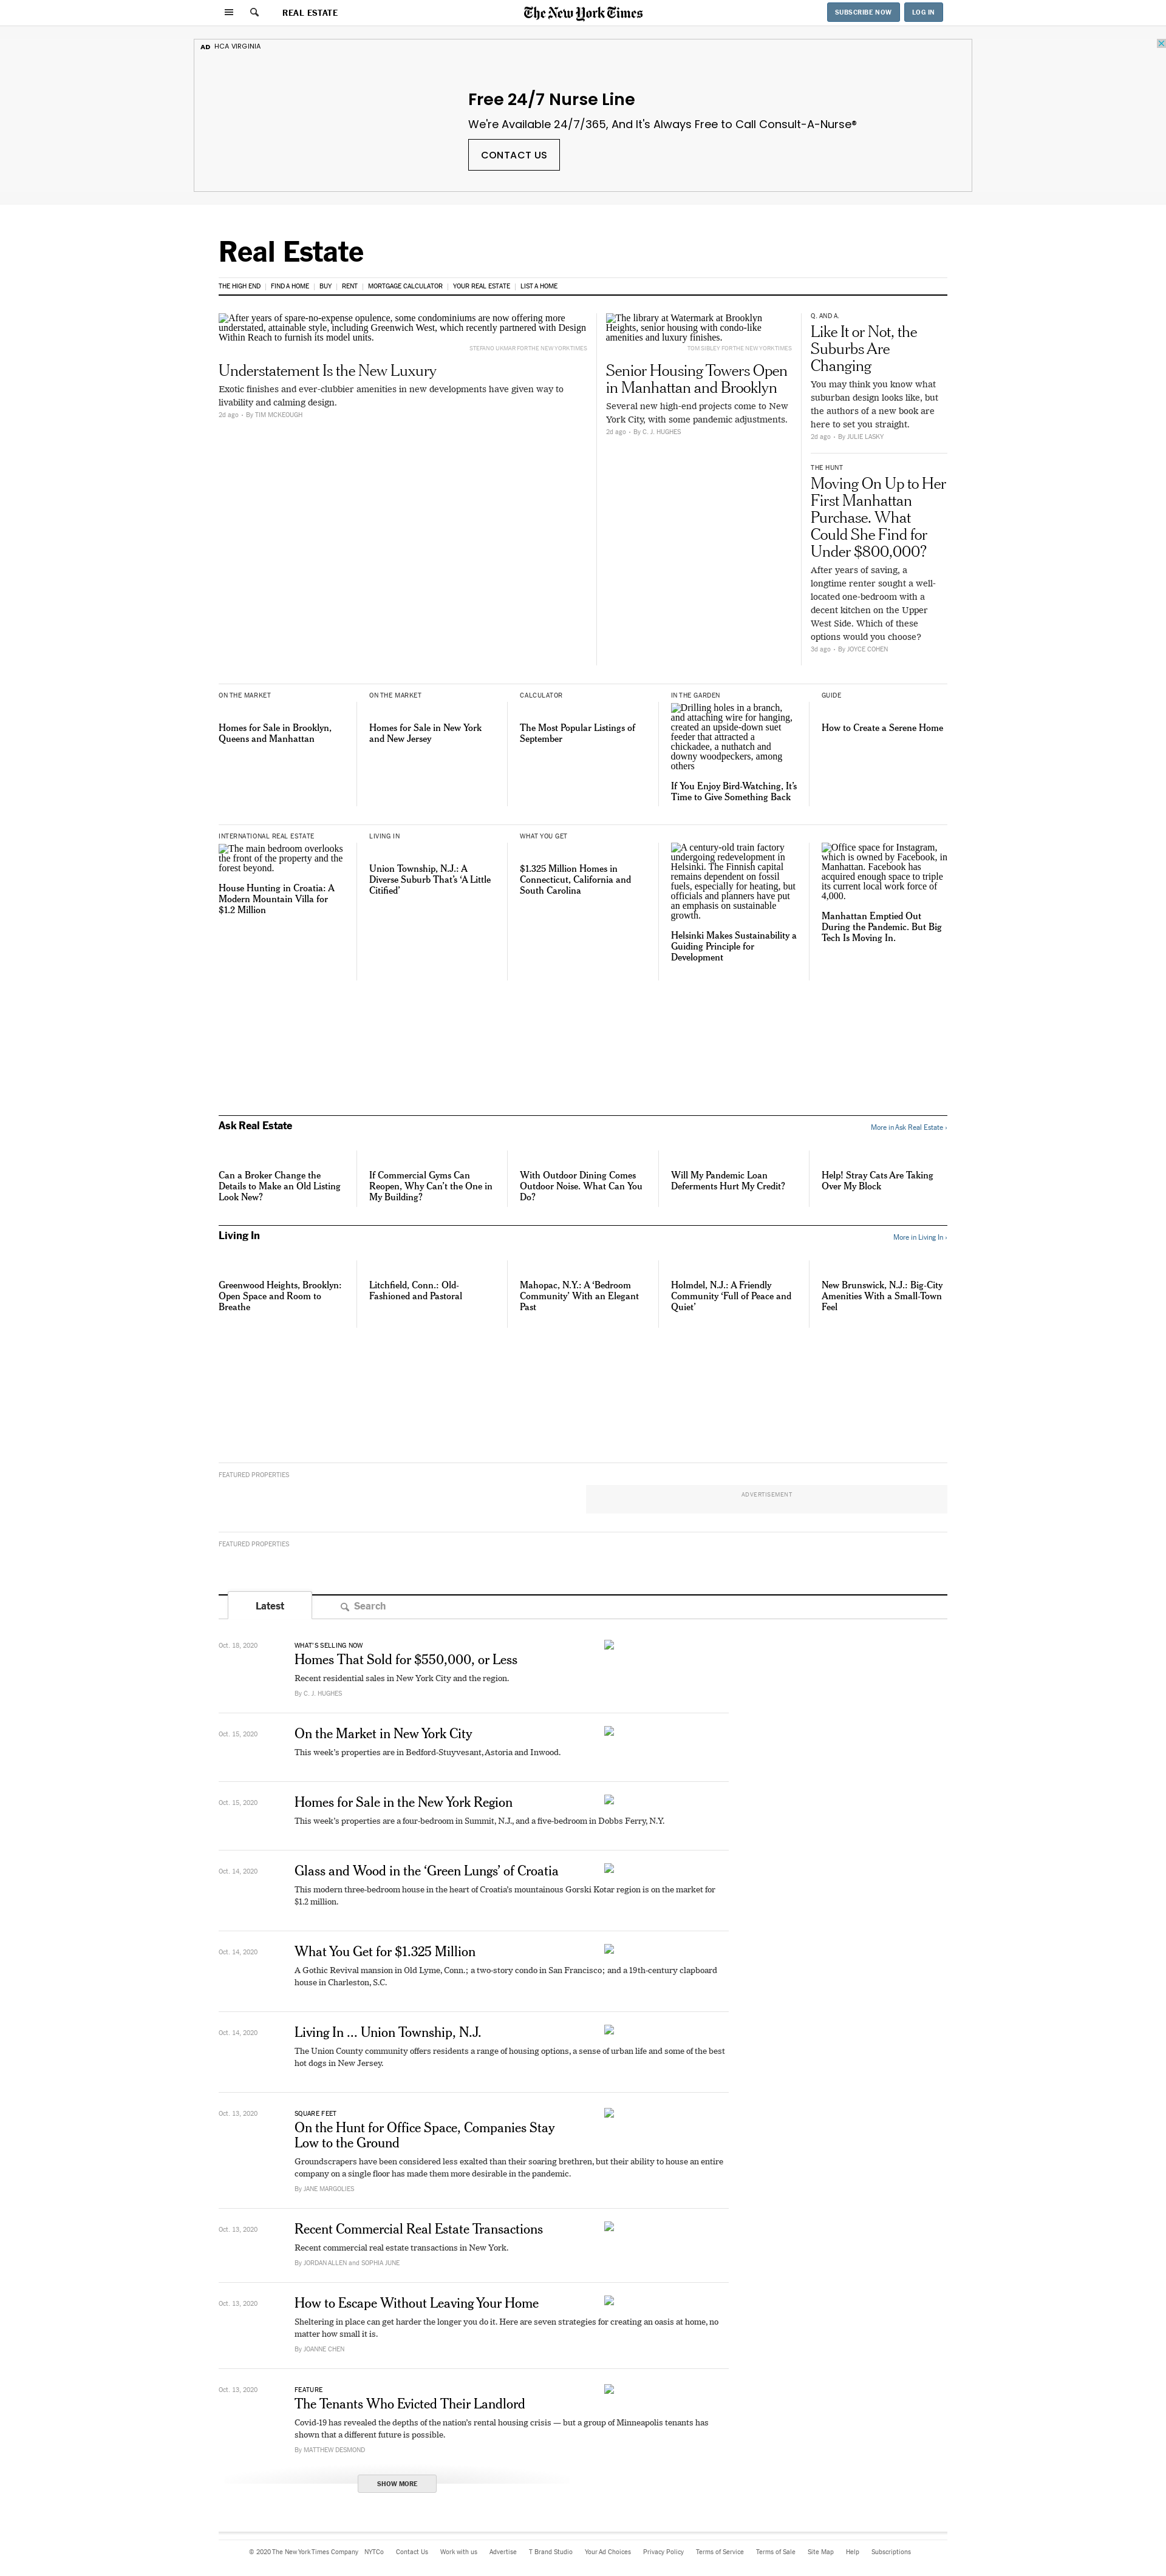 REAL ESTATE
The New York Times
SUBSCRIBE NOW
LOG IN
AD HCA VIRGINIA
Free 24/7 Nurse Line
We're Available 24/7/365, And It's Always Free to Call Consult-A-Nurse®
CONTACT US
Real Estate
THE HIGH END | FIND A HOME | BUY | RENT | MORTGAGE CALCULATOR | YOUR REAL ESTATE | LIST A HOME
After years of spare-no-expense opulence, some condominiums are now offering more
understated, attainable style, including Greenwich West, which recently partnered with Design
Within Reach to furnish its model units.
STERNO UKMAR FOR THE NEW YORK TIMES
Understatement Is the New Luxury
Exotic finishes and ever-clubbier amenities in new developments have given way to
livability and calming design.
2d ago · By TIM MCKEOUGH
The library at Watermark at Brooklyn
Heights, senior housing with condo-like
amenities and luxury finishes.
TOM SIBLEY FOR THE NEW YORK TIMES
Senior Housing Towers Open
in Manhattan and Brooklyn
Several new high-end projects come to New
York City, with some pandemic adjustments.
2d ago · By C. J. HUGHES
Q. AND A.
Like It or Not, the
Suburbs Are
Changing
You may think you know what
suburban design looks like, but
the authors of a new book are
here to set you straight.
2d ago · By JULIE LASKY
THE HUNT
Moving On Up to Her
First Manhattan
Purchase. What
Could She Find for
Under $800,000?
After years of saving, a
longtime renter sought a well-
located one-bedroom with a
decent kitchen on the Upper
West Side. Which of these
options would you choose?
3d ago · By JOYCE COHEN
ON THE MARKET
Homes for Sale in Brooklyn,
Queens and Manhattan
ON THE MARKET
Homes for Sale in New York
and New Jersey
CALCULATOR
The Most Popular Listings of
September
IN THE GARDEN
Drilling holes in a branch,
and attaching wire for hanging,
created an upside-down suet
feeder that attracted a
chickadee, a nuthatch and
downy woodpeckers, among
others
If You Enjoy Bird-Watching, It's
Time to Give Something Back
GUIDE
How to Create a Serene Home
INTERNATIONAL REAL ESTATE
The main bedroom overlooks
the front of the property and the
forest beyond.
House Hunting in Croatia: A
Modern Mountain Villa for
$1.2 Million
LIVING IN
Union Township, N.J.: A
Diverse Suburb That's 'A Little
Citified'
WHAT YOU GET
$1.325 Million Homes in
Connecticut, California and
South Carolina
A century-old train factory
undergoing redevelopment in
Helsinki. The Finnish capital
remains dependent on fossil
fuels, especially for heating, but
officials and planners have put
an emphasis on sustainable
growth.
Helsinki Makes Sustainability a
Guiding Principle for
Development
Office space for Instagram,
which is owned by Facebook, in
Manhattan. Facebook has
acquired enough space to triple
its current local work force of
4,000.
Manhattan Emptied Out
During the Pandemic. But Big
Tech Is Moving In.
Ask Real Estate
More in Ask Real Estate ›
Can a Broker Change the
Details to Make an Old Listing
Look New?
If Commercial Gyms Can
Reopen, Why Can't the One in
My Building?
With Outdoor Dining Comes
Outdoor Noise. What Can You
Do?
Will My Pandemic Loan
Deferments Hurt My Credit?
Help! Stray Cats Are Taking
Over My Block
Living In
More in Living In ›
Greenwood Heights, Brooklyn:
Open Space and Room to
Breathe
Litchfield, Conn.: Old-
Fashioned and Pastoral
Mahopac, N.Y.: A 'Bedroom
Community' With an Elegant
Past
Holmdel, N.J.: A Friendly
Community 'Full of Peace and
Quiet'
New Brunswick, N.J.: Big-City
Amenities With a Small-Town
Feel
FEATURED PROPERTIES
ADVERTISEMENT
FEATURED PROPERTIES
Latest
Search
Oct. 18, 2020
WHAT'S SELLING NOW
Homes That Sold for $550,000, or Less
Recent residential sales in New York City and the region.
By C. J. HUGHES
Oct. 15, 2020
On the Market in New York City
This week's properties are in Bedford-Stuyvesant, Astoria and Inwood.
Oct. 15, 2020
Homes for Sale in the New York Region
This week's properties are a four-bedroom in Summit, N.J., and a five-bedroom in Dobbs Ferry, N.Y.
Oct. 14, 2020
Glass and Wood in the 'Green Lungs' of Croatia
This modern three-bedroom house in the heart of Croatia's mountainous Gorski Kotar region is on the market for
$1.2 million.
Oct. 14, 2020
What You Get for $1.325 Million
A Gothic Revival mansion in Old Lyme, Conn.; a two-story condo in San Francisco; and a 19th-century clapboard
house in Charleston, S.C.
Oct. 14, 2020
Living In ... Union Township, N.J.
The Union County community offers residents a range of housing options, a sense of urban life and some of the best
hot dogs in New Jersey.
Oct. 13, 2020
SQUARE FEET
On the Hunt for Office Space, Companies Stay
Low to the Ground
Groundscrapers have been considered less exalted than their soaring brethren, but their ability to house an entire
company on a single floor has made them more desirable in the pandemic.
By JANE MARGOLIES
Oct. 13, 2020
Recent Commercial Real Estate Transactions
Recent commercial real estate transactions in New York.
By JORDAN ALLEN and SOPHIA JUNE
Oct. 13, 2020
How to Escape Without Leaving Your Home
Sheltering in place can get harder the longer you do it. Here are seven strategies for creating an oasis at home, no
matter how small it is.
By JOANNE CHEN
Oct. 13, 2020
FEATURE
The Tenants Who Evicted Their Landlord
Covid-19 has revealed the depths of the nation's rental housing crisis — but a group of Minneapolis tenants has
shown that a different future is possible.
By MATTHEW DESMOND
SHOW MORE
© 2020 The New York Times Company NYTCo Contact Us Work with us Advertise T Brand Studio Your Ad Choices Privacy Policy Terms of Service Terms of Sale Site Map Help Subscriptions